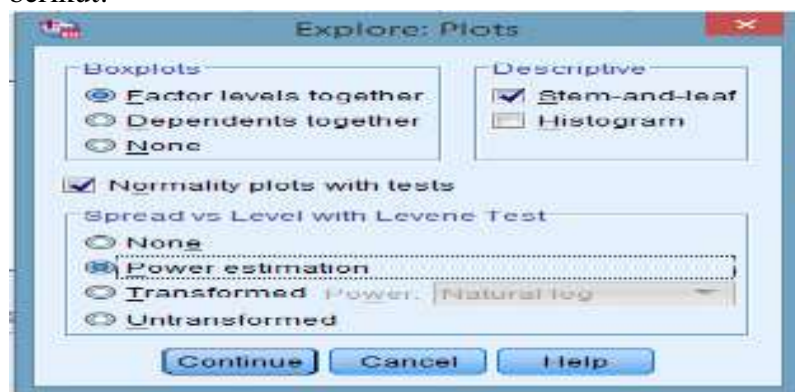 berikut:
Explore: Plots
Boxplots
Factor levels together
Dependents together
None
Descriptive
Stem-and-leaf
Histogram
Normality plots with tests
Spread vs Level with Levene Test
None
Power estimation
Transformed Power: Natural log
Untransformed
Continue Cancel Help